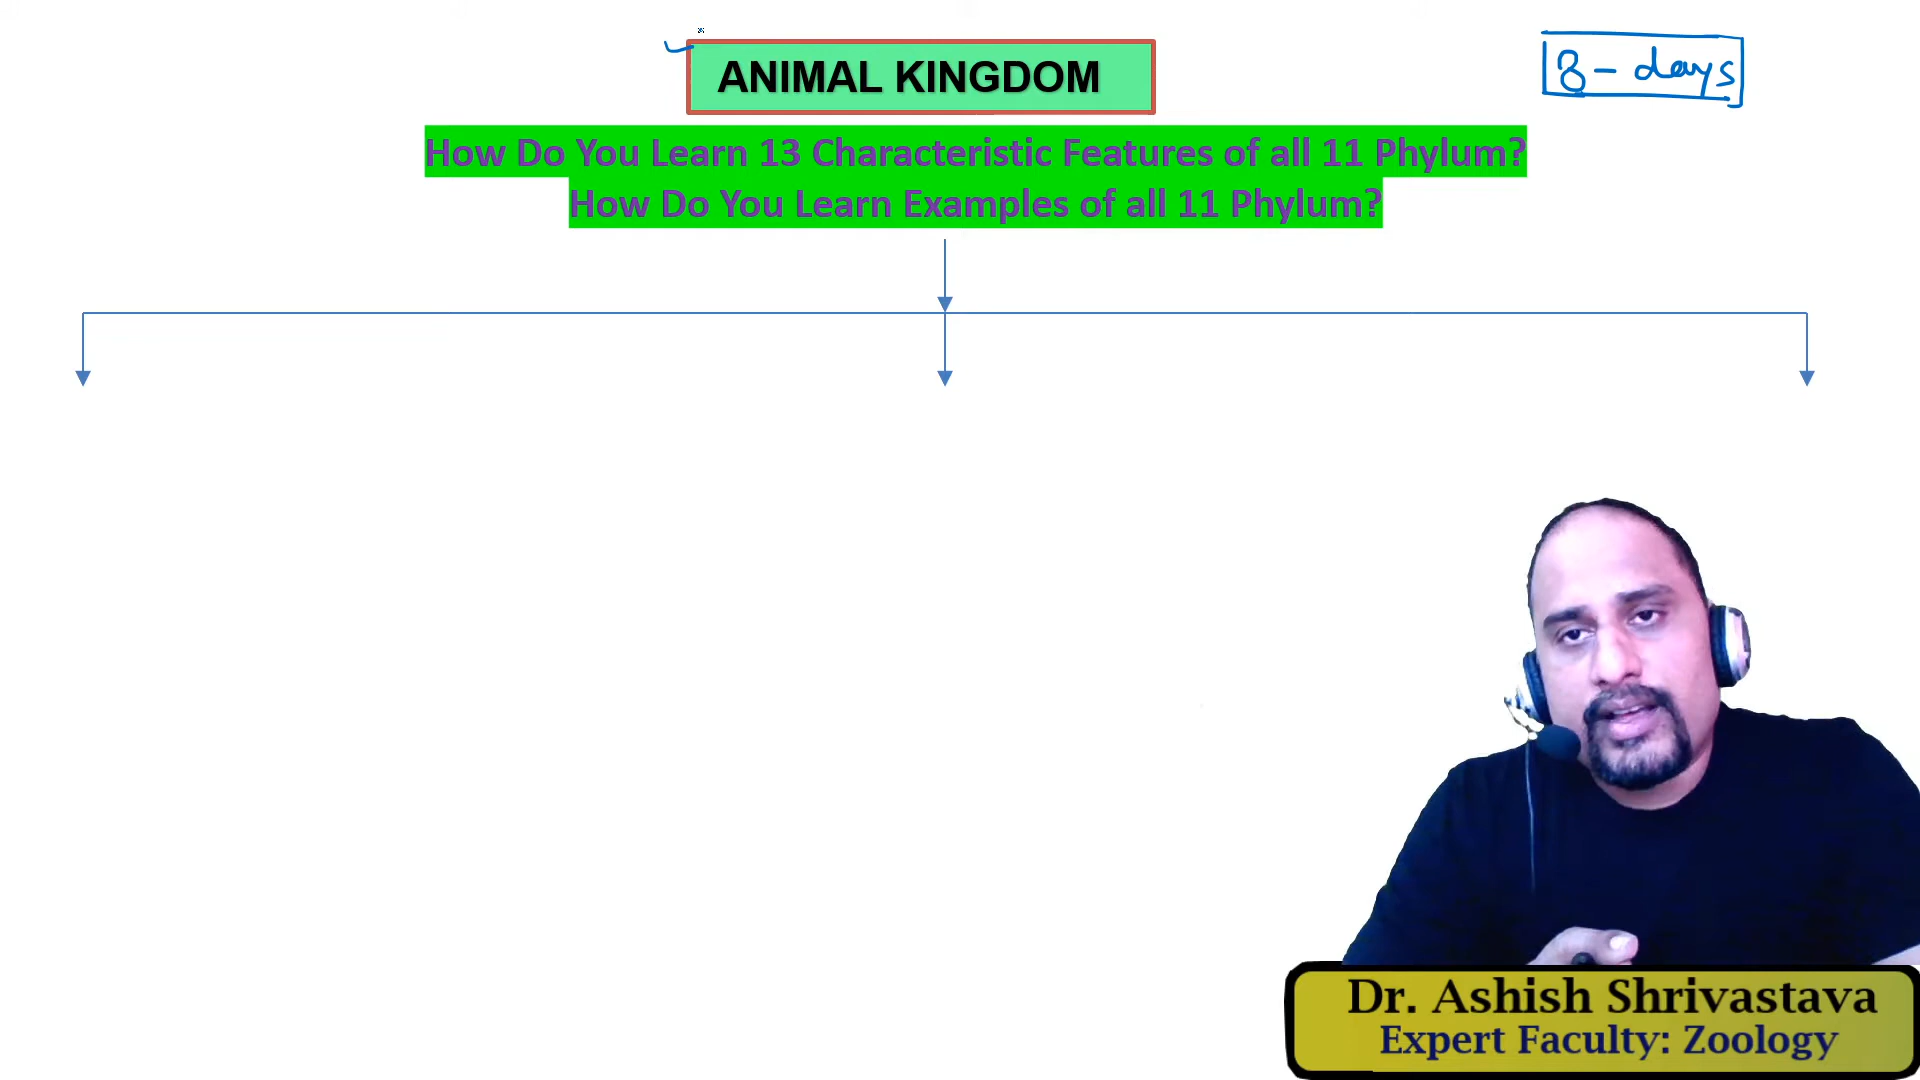 ANIMAL KINGDOM
8- days
How Do You Learn 13 Characteristic Features of all 11 Phylum?
How Do You Learn Examples of all 11 Phylum?
Dr. Ashish Shrivastava
Expert Faculty: Zoology